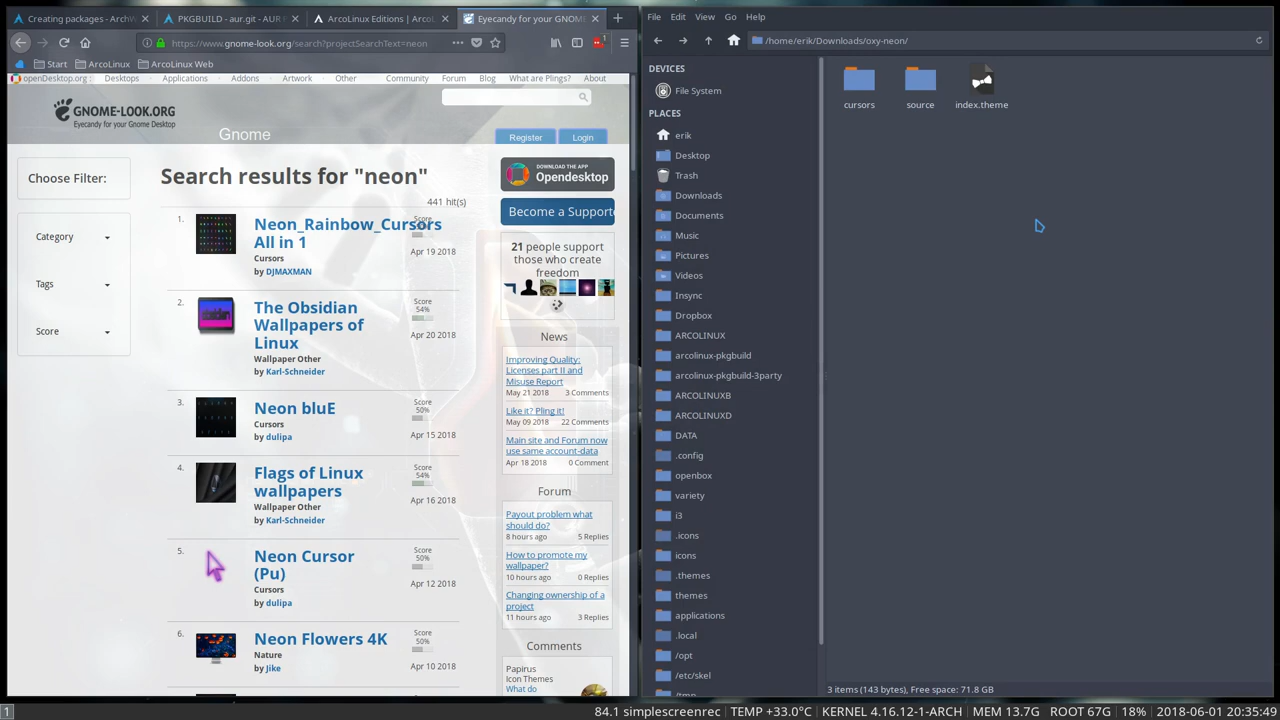 Creating packages - ArchW
PKGBUILD - aur.git - AUR P
ArcoLinux Editions | ArcoL
Eyecandy for your GNOME
https://www.gnome-look.org/search?projectSearchText=neon
1
Start
ArcoLinux
ArcoLinux Web
openDesktop.org :
Desktops
Applications
Addons
Artwork
Other
Community
Forum
Blog
What are Plings?
About
GNOME-LOOK.ORG
Eyecandy for your Gnome Desktop
Gnome
Register
Login
Choose Filter:
Category
Tags
Score
Search results for "neon"
441 hit(s)
1.
Neon_Rainbow_Cursors
All in 1
Cursors
by DJMAXMAN
Score
Apr 19 2018
2.
The Obsidian
Wallpapers of
Linux
Wallpaper Other
by Karl-Schneider
Score
54%
Apr 20 2018
3.
Neon bluE
Cursors
by dulipa
Score
50%
Apr 15 2018
4.
Flags of Linux
wallpapers
Wallpaper Other
by Karl-Schneider
Score
54%
Apr 16 2018
5.
Neon Cursor
(Pu)
Cursors
by dulipa
Score
50%
Apr 12 2018
6.
Neon Flowers 4K
Nature
by Jike
Score
50%
Apr 10 2018
DOWNLOAD THE APP
Opendesktop
Become a Support
21 people support
those who create
freedom
News
Improving Quality:
Licenses part II and
Misuse Report
May 21 2018 3 Comments
Like it? Pling it!
May 09 2018 22 Comments
Main site and Forum now
use same account-data
Apr 18 2018 0 Comment
Forum
Payout problem what
should do?
8 hours ago 5 Replies
How to promote my
wallpaper?
10 hours ago 0 Replies
Changing ownership of a
project
11 hours ago 3 Replies
Comments
Papirus
Icon Themes
What do
File Edit View Go Help
/home/erik/Downloads/oxy-neon/
DEVICES
File System
PLACES
erik
Desktop
Trash
Downloads
Documents
Music
Pictures
Videos
Insync
Dropbox
ARCOLINUX
arcolinux-pkgbuild
arcolinux-pkgbuild-3party
ARCOLINUXB
ARCOLINUXD
DATA
.config
openbox
variety
i3
.icons
icons
.themes
themes
applications
.local
/opt
/etc/skel
/tmp
cursors
source
index.theme
3 items (143 bytes), Free space: 71.8 GB
1
84.1 simplescreenrec
TEMP +33.0°C
KERNEL 4.16.12-1-ARCH
MEM 13.7G
ROOT 67G
18%
2018-06-01 20:35:49